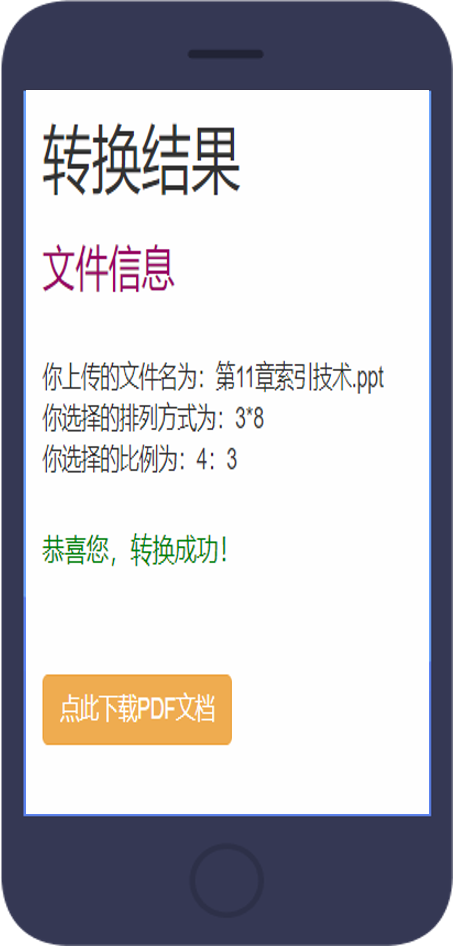 转换结果
文件信息
你上传的文件名为：第11章索引技术.ppt
你选择的排列方式为：3*8
你选择的比例为：4：3
恭喜您，转换成功！
点此下载PDF文档